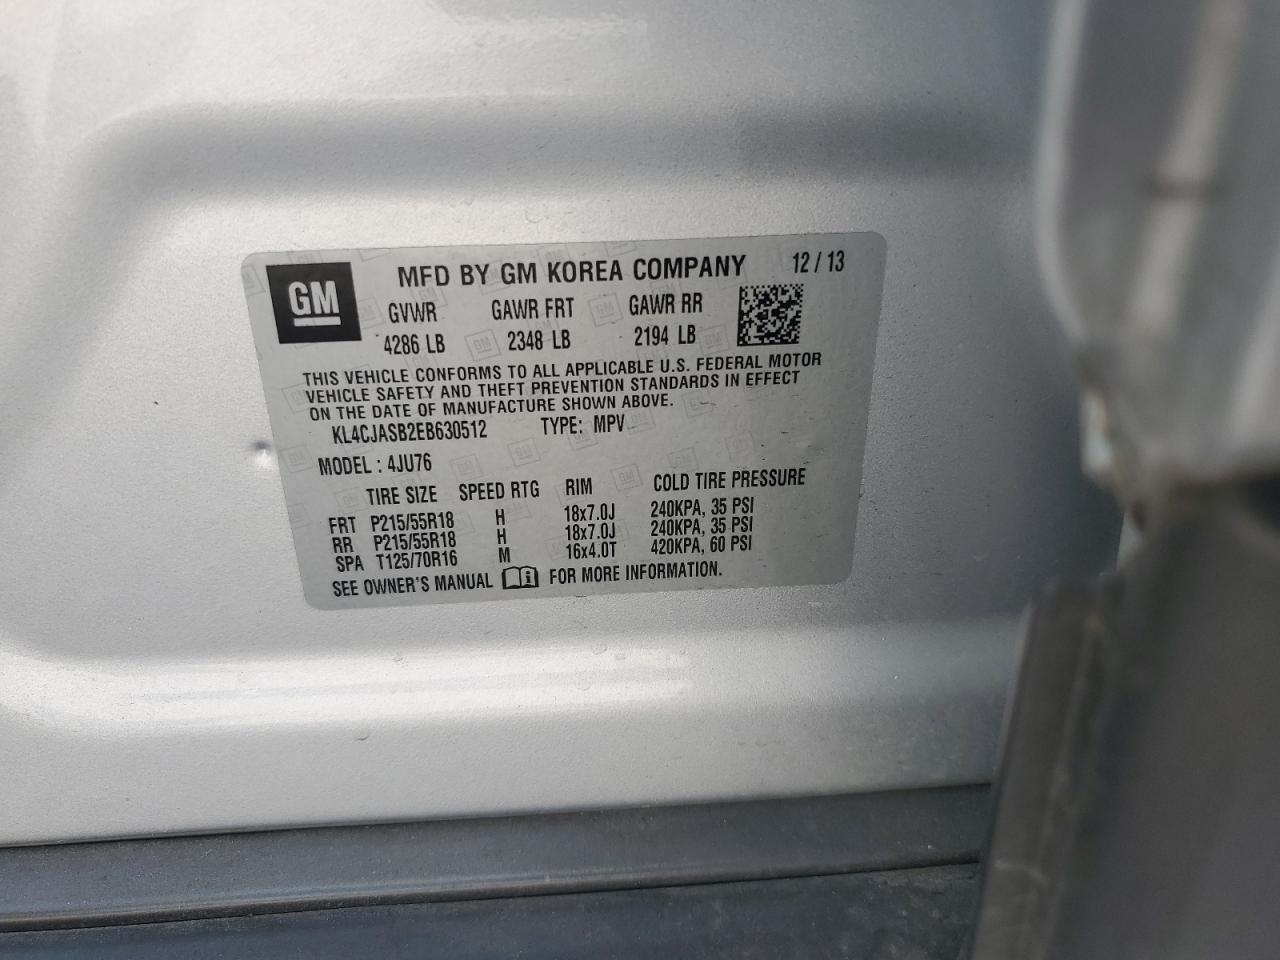 GM
MFD BY GM KOREA COMPANY 12 / 13
GVWR GAWR FRT GAWR RR
4286 LB 2348 LB 2194 LB
THIS VEHICLE CONFORMS TO ALL APPLICABLE U.S. FEDERAL MOTOR
VEHICLE SAFETY AND THEFT PREVENTION STANDARDS IN EFFECT
ON THE DATE OF MANUFACTURE SHOWN ABOVE.
KL4CJASB2EB630512 TYPE: MPV
MODEL : 4JU76
TIRE SIZE SPEED RTG RIM COLD TIRE PRESSURE
FRT P215/55R18 H 18x7.0J 240KPA, 35 PSI
RR P215/55R18 H 18x7.0J 240KPA, 35 PSI
SPA T125/70R16 M 16x4.0T 420KPA, 60 PSI
SEE OWNER'S MANUAL FOR MORE INFORMATION.